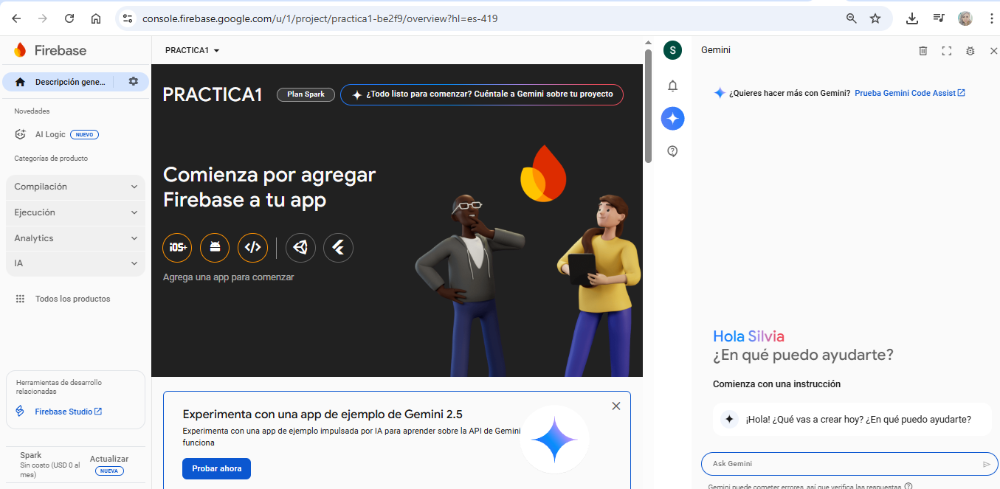 console.firebase.google.com/u/1/project/practica1-be2f9/overview?hl=es-419
Firebase
Descripción gene...
Novedades
AI Logic NUEVO
Categorías de producto
Compilación
Ejecución
Analytics
IA
Todos los productos
Herramientas de desarrollo
relacionadas
Firebase Studio
Spark
Sin costo (USD 0 al
mes)
Actualizar
NUEVA
PRACTICA1
PRACTICA1
Plan Spark
¿Todo listo para comenzar? Cuéntale a Gemini sobre tu proyecto
Comienza por agregar
Firebase a tu app
iOS+
Agrega una app para comenzar
Experimenta con una app de ejemplo de Gemini 2.5
Experimenta con una app de ejemplo impulsada por IA para aprender sobre la API de Gemini
funciona
Probar ahora
S
Gemini
¿Quieres hacer más con Gemini? Prueba Gemini Code Assist
Hola Silvia
¿En qué puedo ayudarte?
Comienza con una instrucción
¡Hola! ¿Qué vas a crear hoy? ¿En qué puedo ayudarte?
Ask Gemini
Gemini puede cometer errores, así que verifica las respuestas